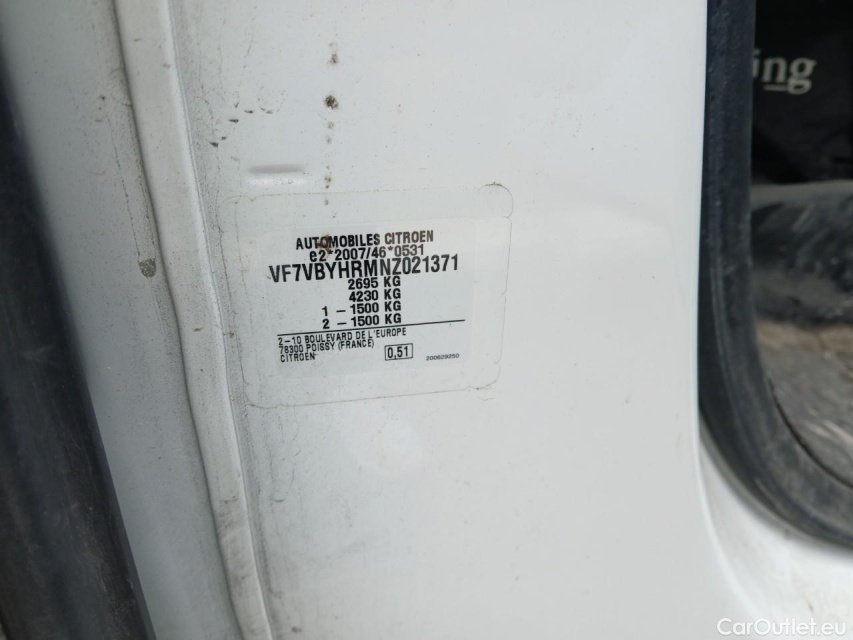 ing
AUTOMOBILES CITROEN
e2*2007/46*0531
VF7VBYHRMNZ021371
2695 KG
4230 KG
1 - 1500 KG
2 - 1500 KG
2-10 BOULEVARD DE L'EUROPE
78300 POISSY (FRANCE)
CITROEN
0,51
200629250
CarOutlet.eu